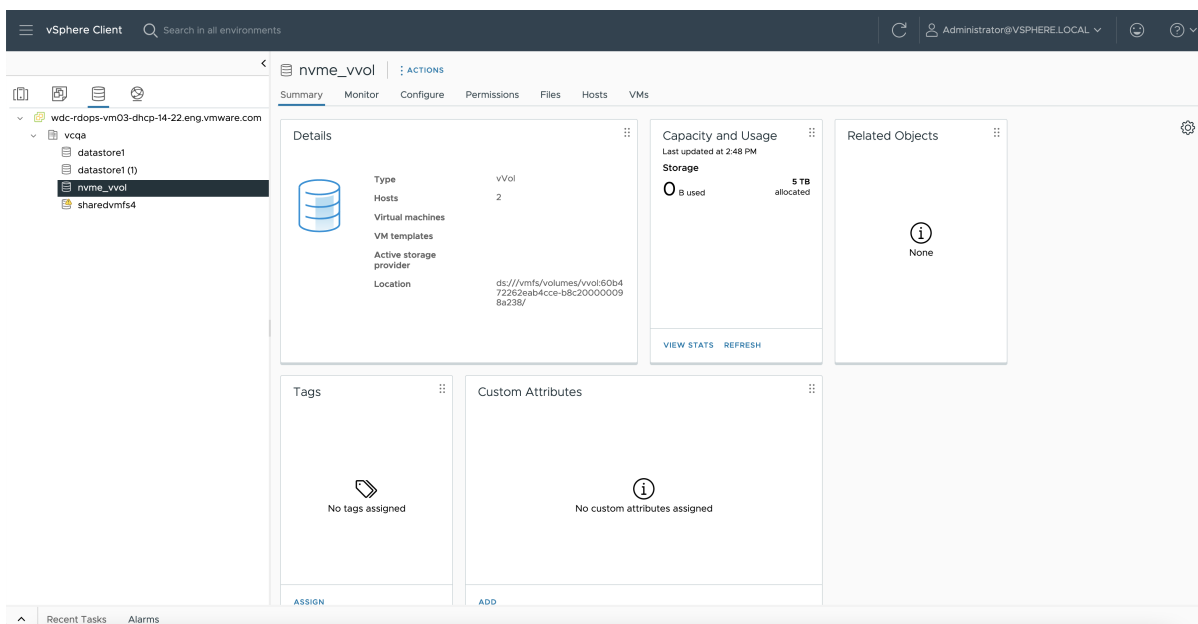 vSphere Client
Search in all environments
Administrator@VSPHERE.LOCAL
wdc-rdops-vm03-dhcp-14-22.eng.vmware.com
vcqa
datastore1
datastore1 (1)
nvme_vvol
sharedvmfs4
nvme_vvol
ACTIONS
Summary Monitor Configure Permissions Files Hosts VMs
Details
Type vVol
Hosts 2
Virtual machines
VM templates
Active storage
provider
Location ds:///vmfs/volumes/vvol:60b4
72262eab4cce-b8c20000009
8a238/
Capacity and Usage
Last updated at 2:48 PM
Storage
0 B used
5 TB
allocated
VIEW STATS REFRESH
Related Objects
None
Tags
No tags assigned
ASSIGN
Custom Attributes
No custom attributes assigned
ADD
Recent Tasks Alarms